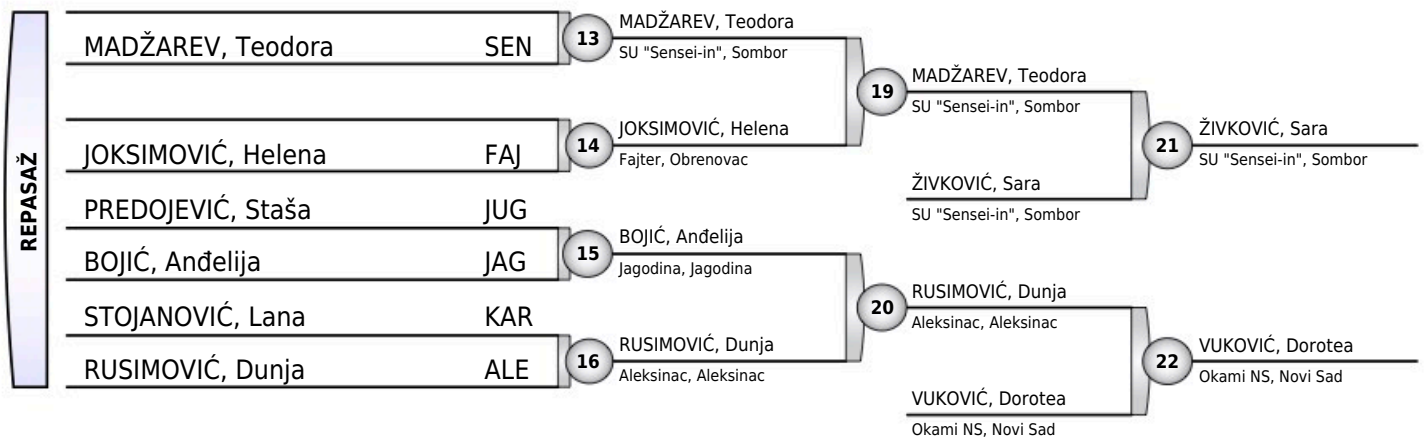 REPASAŽ
MADŽAREV, Teodora SEN
JOKSIMOVIĆ, Helena FAJ
PREDOJEVIĆ, Staša JUG
BOJIĆ, Anđelija JAG
STOJANOVIĆ, Lana KAR
RUSIMOVIĆ, Dunja ALE
13
MADŽAREV, Teodora
SU "Sensei-in", Sombor
14
JOKSIMOVIĆ, Helena
Fajter, Obrenovac
15
BOJIĆ, Anđelija
Jagodina, Jagodina
16
RUSIMOVIĆ, Dunja
Aleksinac, Aleksinac
19
MADŽAREV, Teodora
SU "Sensei-in", Sombor
ŽIVKOVIĆ, Sara
SU "Sensei-in", Sombor
20
RUSIMOVIĆ, Dunja
Aleksinac, Aleksinac
VUKOVIĆ, Dorotea
Okami NS, Novi Sad
21
ŽIVKOVIĆ, Sara
SU "Sensei-in", Sombor
22
VUKOVIĆ, Dorotea
Okami NS, Novi Sad